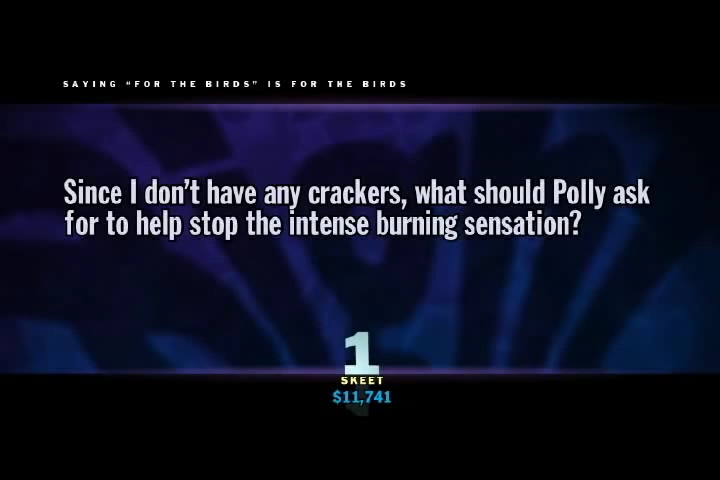 SAYING "FOR THE BIRDS" IS FOR THE BIRDS
Since I don't have any crackers, what should Polly ask
for to help stop the intense burning sensation?
1
SKEET
$11,741